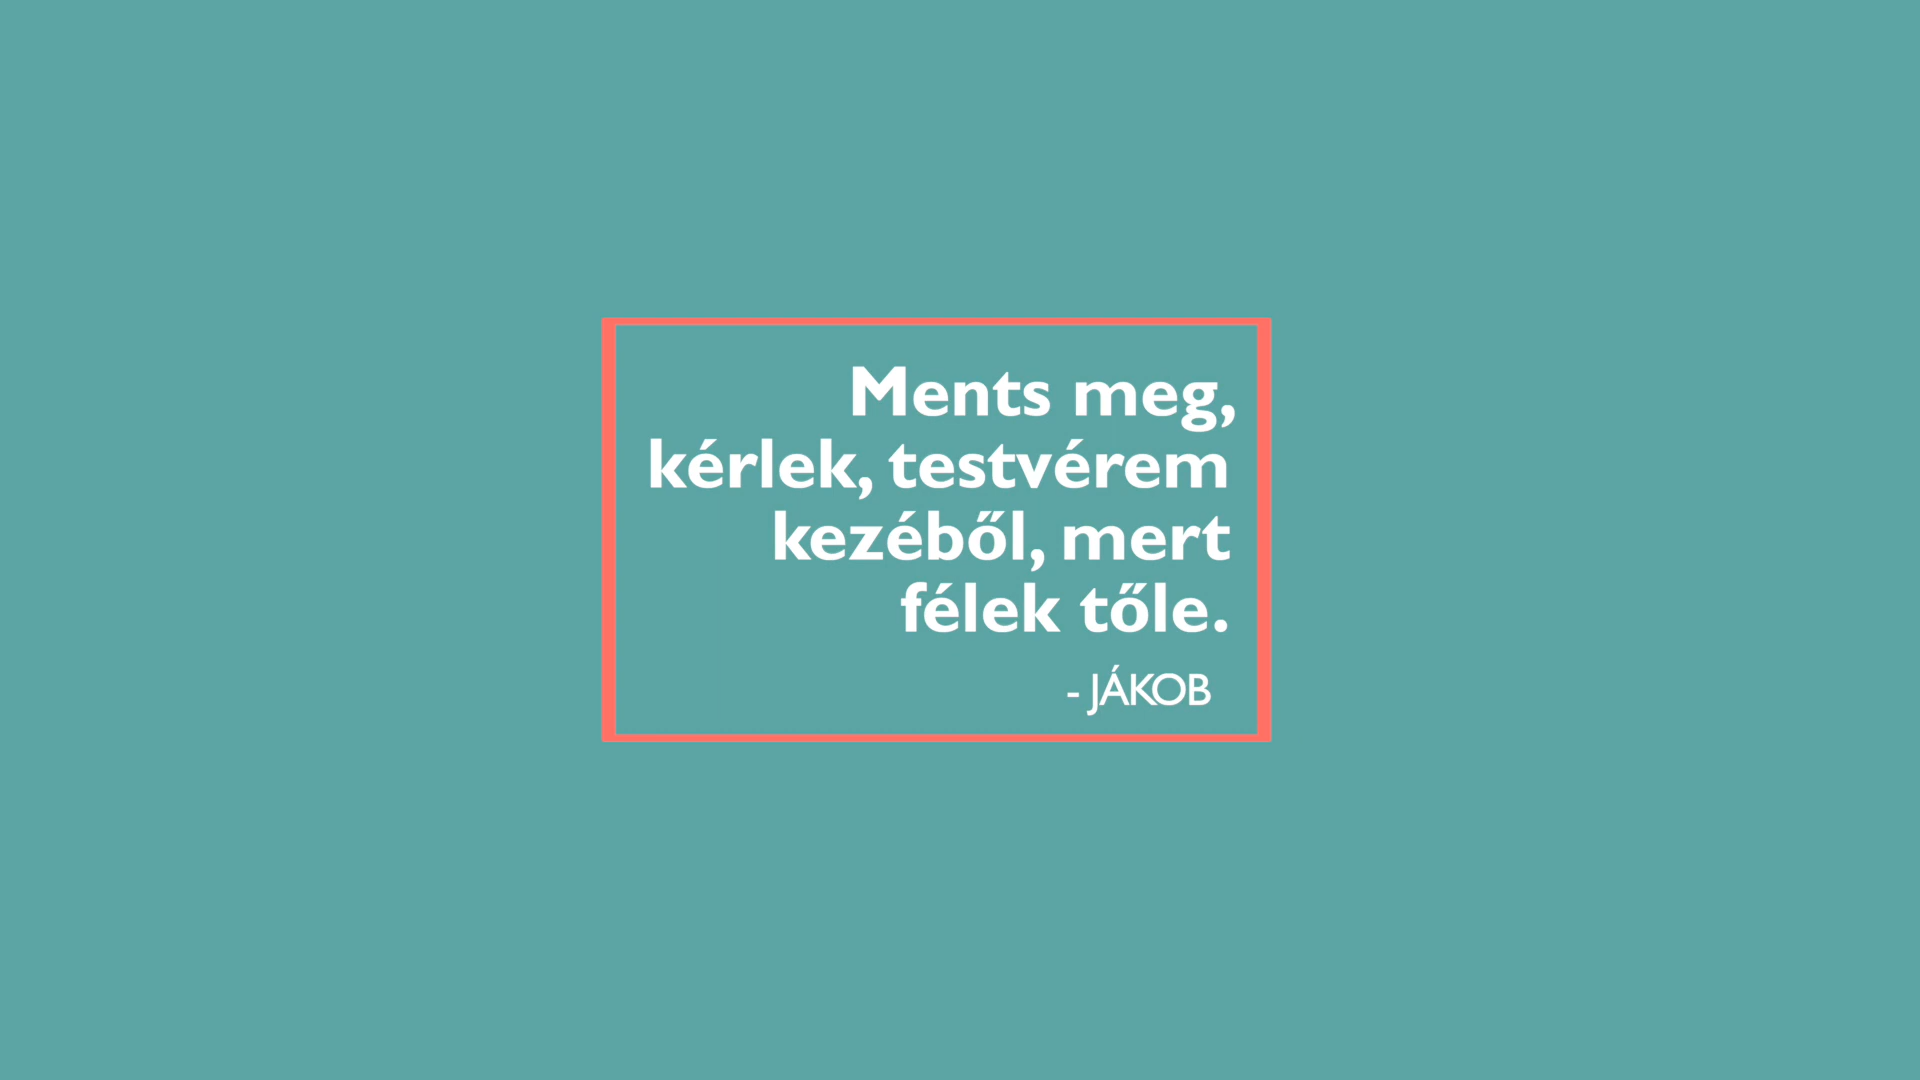 Ments meg,
kérlek, testvérem
kezéből, mert
félek tőle.
- JÁKOB